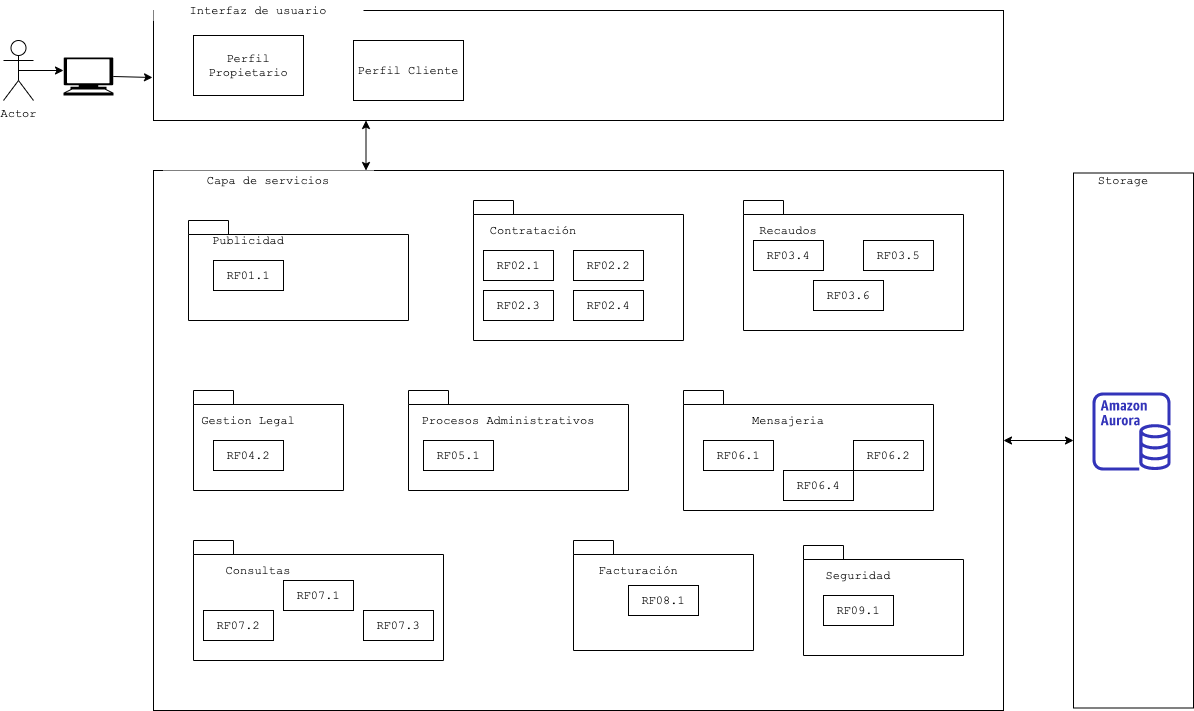 Interfaz de usuario
Perfil
Propietario
Perfil Cliente
Actor
Capa de servicios
Storage
Publicidad
RF01.1
Contratación
RF02.1
RF02.2
RF02.3
RF02.4
Recaudos
RF03.4
RF03.5
RF03.6
Gestion Legal
RF04.2
Procesos Administrativos
RF05.1
Mensajeria
RF06.1
RF06.2
RF06.4
Amazon
Aurora
Consultas
RF07.1
RF07.2
RF07.3
Facturación
RF08.1
Seguridad
RF09.1